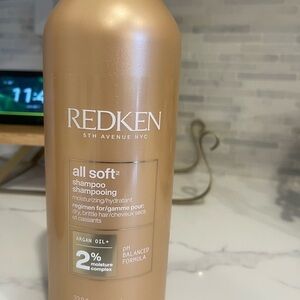 11:4
REDKEN
5TH AVENUE NYC
all soft
shampoo
shampooing
moisturizing/hydratant
regimen for/gamme pour:
dry, brittle hair/cheveux secs
et cassants
ARGAN OIL+
2%
moisture
complex
pH
BALANCED
FORMULA